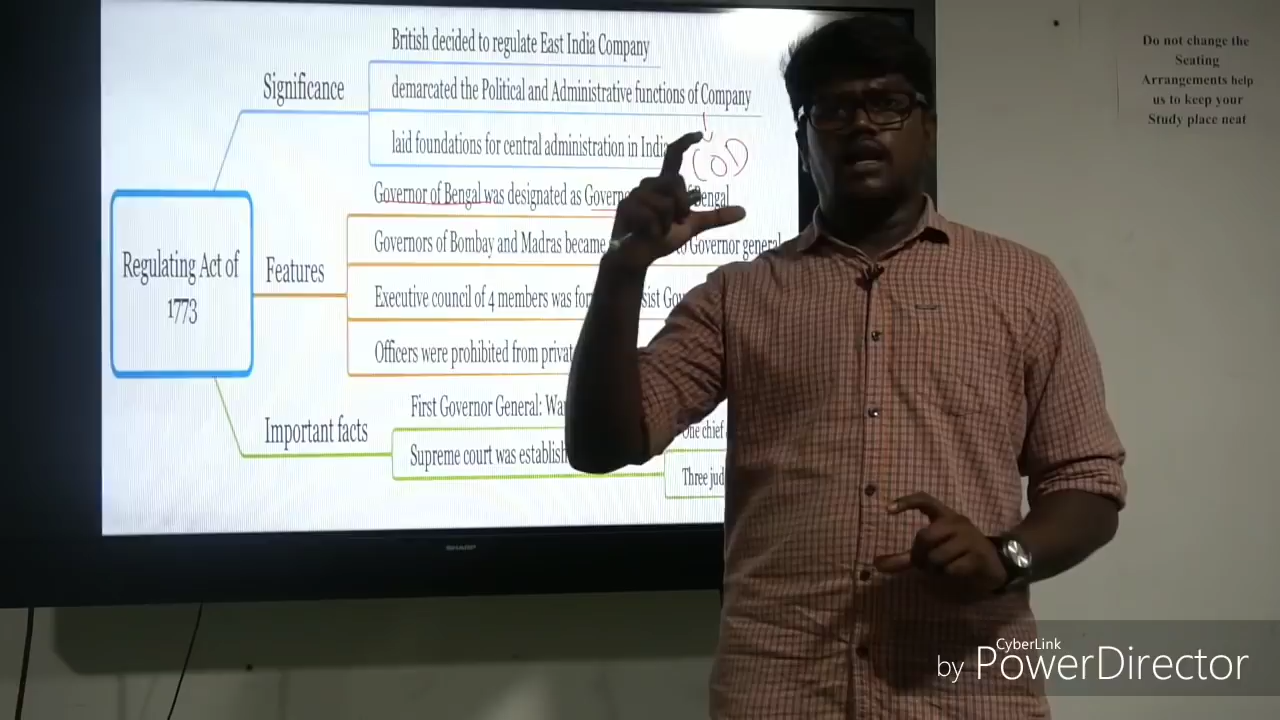 British decided to regulate East India Company
Significance
demarcated the Political and Administrative functions of Company
laid foundations for central administration in India
COD
Governor of Bengal was designated as Bengal
Governors of Bombay and Madras became to Governor general
Regulating Act of
1773
Features
Executive council of 4 members was
Officers were prohibited from
First Governor General:
Important facts
Supreme court was
One chief
Three
SHARP
Do not change the
Seating
Arrangements help
us to keep your
Study place neat
CyberLink
by PowerDirector